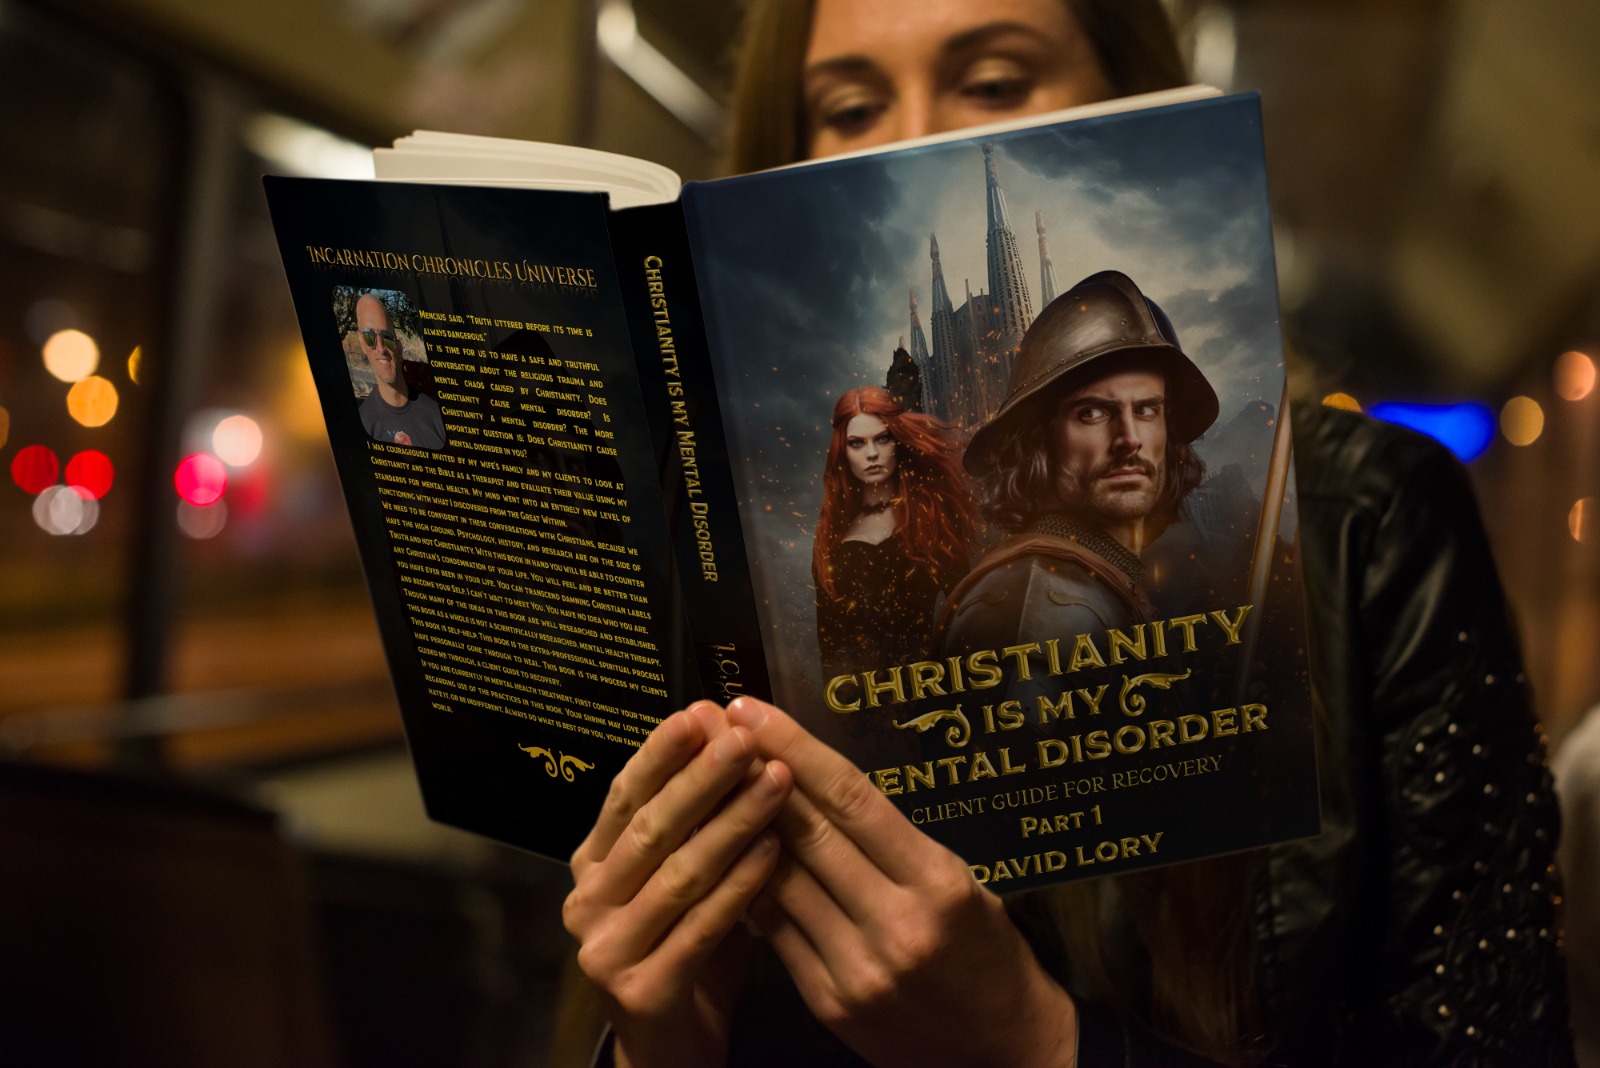 INCARNATION CHRONICLES UNIVERSE
MENCIUS SAID, "TRUTH UTTERED BEFORE ITS TIME IS
ALWAYS DANGEROUS."
IT IS TIME FOR US TO HAVE A SAFE AND TRUTHFUL
CONVERSATION ABOUT THE RELIGIOUS TRAUMA AND
MENTAL CHAOS CAUSED BY CHRISTIANITY. DOES
CHRISTIANITY CAUSE MENTAL DISORDER? IS
CHRISTIANITY A MENTAL DISORDER? THE MORE
IMPORTANT QUESTION IS: DOES CHRISTIANITY CAUSE
MENTAL DISORDER IN YOU?
I WAS COURAGEOUSLY INVITED BY MY WIFE'S FAMILY AND MY CLIENTS TO LOOK AT
CHRISTIANITY AND THE BIBLE AS A THERAPIST AND EVALUATE THEIR VALUE USING MY
STANDARDS FOR MENTAL HEALTH. MY MIND WENT INTO AN ENTIRELY NEW LEVEL OF
FUNCTIONING WITH WHAT I DISCOVERED FROM THE GREAT WITHIN.
WE NEED TO BE CONFIDENT IN THESE CONVERSATIONS WITH CHRISTIANS, BECAUSE WE
HAVE THE HIGH GROUND. PSYCHOLOGY, HISTORY, AND RESEARCH ARE ON THE SIDE OF
TRUTH AND NOT CHRISTIANITY. WITH THIS BOOK IN HAND YOU WILL BE ABLE TO COUNTER
ANY CHRISTIAN'S CONDEMNATION OF YOUR LIFE. YOU WILL FEEL AND BE BETTER THAN
YOU HAVE EVER BEEN IN YOUR LIFE. YOU CAN TRANSCEND DAMNING CHRISTIAN LABELS
AND BECOME YOUR SELF. I CAN'T WAIT TO MEET YOU. YOU HAVE NO IDEA WHO YOU ARE.
THOUGH MANY OF THE IDEAS IN THIS BOOK ARE WELL RESEARCHED AND ESTABLISHED,
THIS BOOK AS A WHOLE IS NOT A SCIENTIFICALLY RESEARCHED, MENTAL HEALTH THERAPY.
THIS BOOK IS SELF-HELP. THIS BOOK IS THE EXTRA-PROFESSIONAL, SPIRITUAL PROCESS I
HAVE PERSONALLY GONE THROUGH TO HEAL. THIS BOOK IS THE PROCESS MY CLIENTS
GUIDED ME THROUGH, A CLIENT GUIDE TO RECOVERY.
IF YOU ARE CURRENTLY IN MENTAL HEALTH TREATMENT, FIRST CONSULT YOUR
REGARDING USE OF THE PRACTICES IN THIS BOOK. YOUR SHRINK MAY LOVE
HATE IT, OR BE INDIFFERENT. ALWAYS DO WHAT IS BEST FOR YOU, YOUR
WORLD.
CHRISTIANITY IS MY MENTAL DISORDER
CHRISTIANITY
IS MY
MENTAL DISORDER
CLIENT GUIDE FOR RECOVERY
PART 1
DAVID LORY